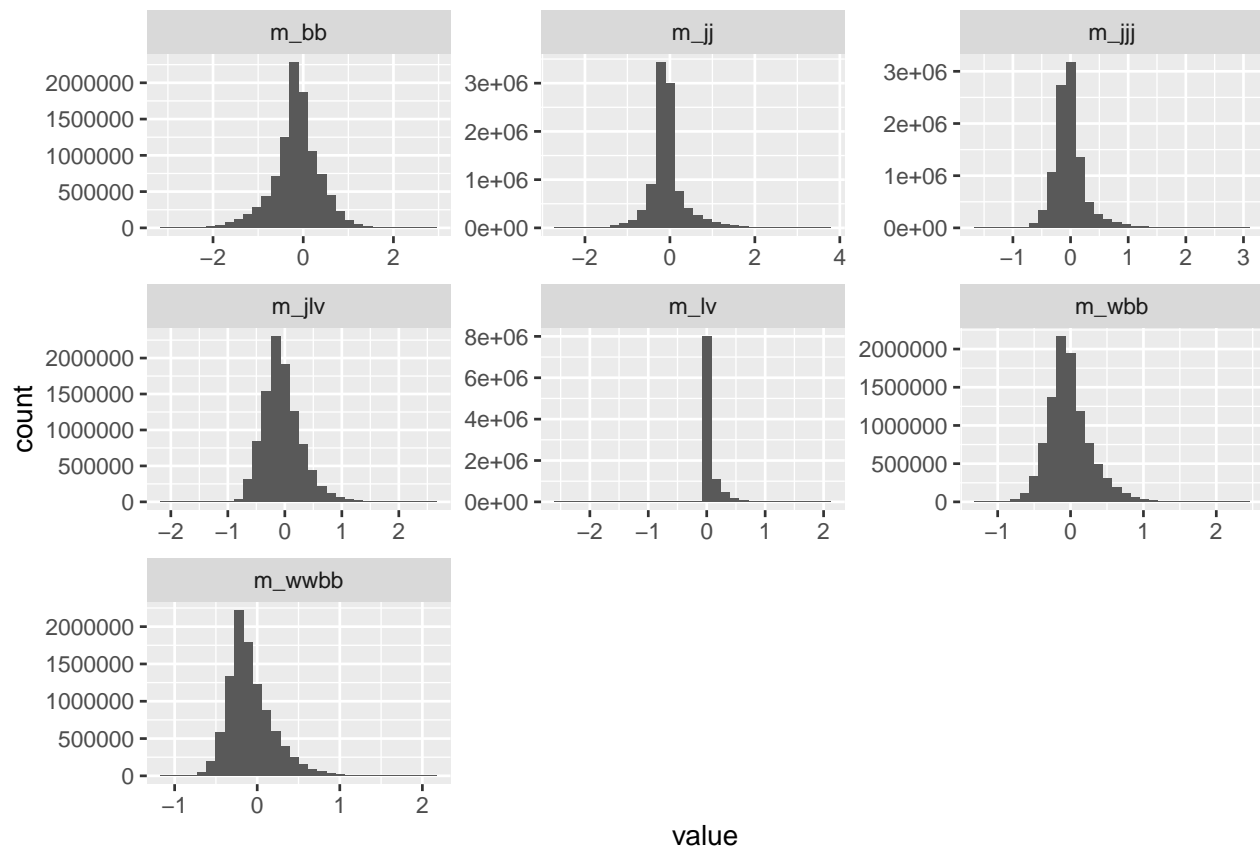 m_bb
m_jj
m_jjj
2000000
1500000
1000000
500000
0
3e+06
2e+06
1e+06
0e+00
3e+06
2e+06
1e+06
0e+00
−2 0 2
−2 0 2 4
−1 0 1 2 3
m_jlv
m_lv
m_wbb
2000000
1500000
1000000
500000
0
8e+06
6e+06
4e+06
2e+06
0e+00
2000000
1500000
1000000
500000
0
−2 −1 0 1 2
−2 −1 0 1 2
−1 0 1 2
m_wwbb
2000000
1500000
1000000
500000
0
−1 0 1 2
count
value